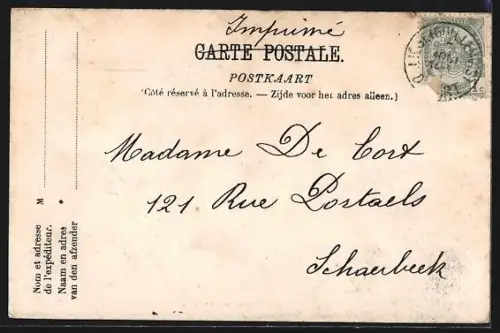 Imprimé
CARTE POSTALE.
POSTKAART
(Côté réservé à l'adresse. — Zijde voor het adres alleen.)
Madame De Cort
121 Rue Portaels
Schaerbeek
M
Nom et adresse
de l'expéditeur.
*
Naam en adres
van den afzender